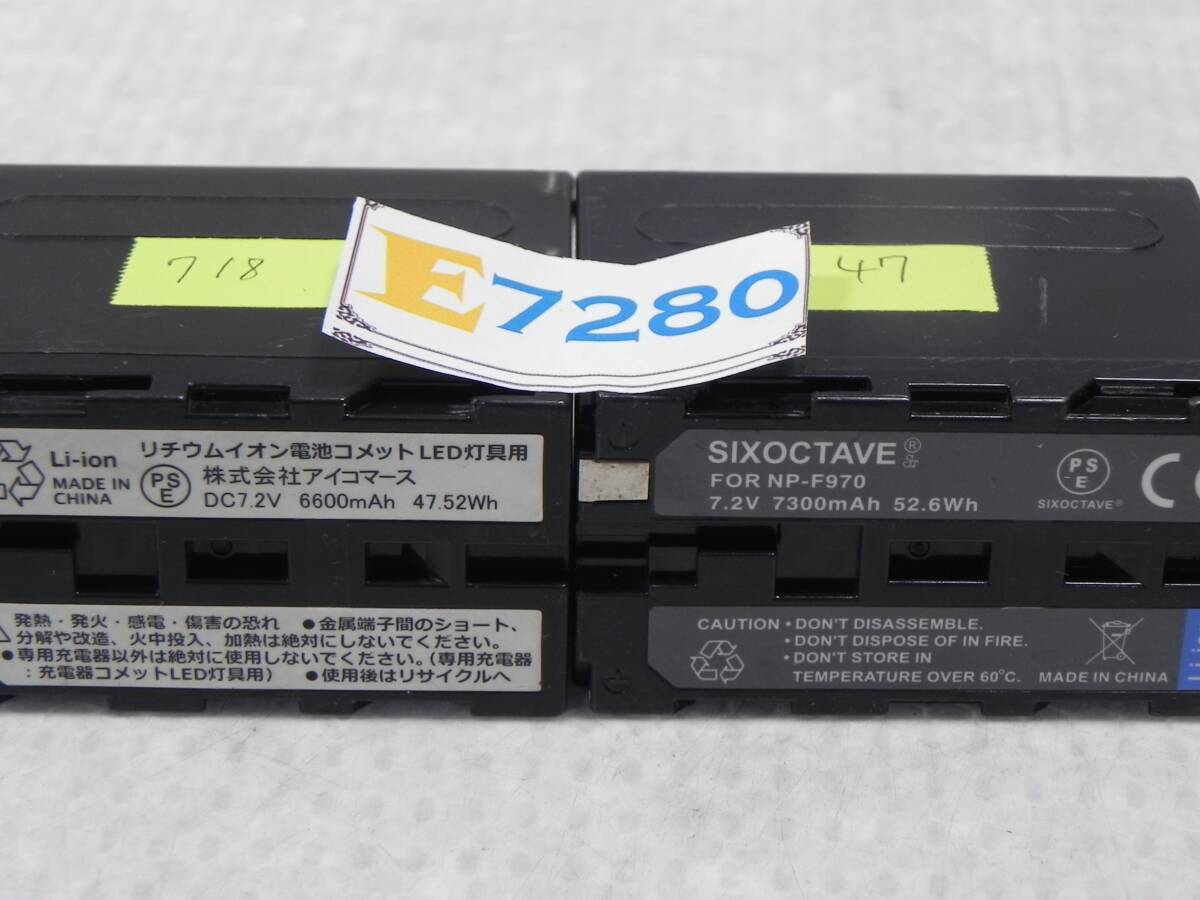 718
E7280
47
Li-ion
MADE IN
CHINA
PS
E
リチウムイオン電池コメットLED灯具用
株式会社アイコマース
DC7.2V 6600mAh 47.52Wh
発熱・発火・感電・傷害の恐れ ●金属端子間のショート、
分解や改造、火中投入、加熱は絶対にしないでください。
●専用充電器以外は絶対に使用しないでください。（専用充電器
：充電器コメットLED灯具用） ●使用後はリサイクルへ
SIXOCTAVE®
FOR NP-F970
7.2V 7300mAh 52.6Wh
PS
E
SIXOCTAVE®
CE
CAUTION •DON'T DISASSEMBLE.
•DON'T DISPOSE OF IN FIRE.
•DON'T STORE IN
TEMPERATURE OVER 60°C. MADE IN CHINA